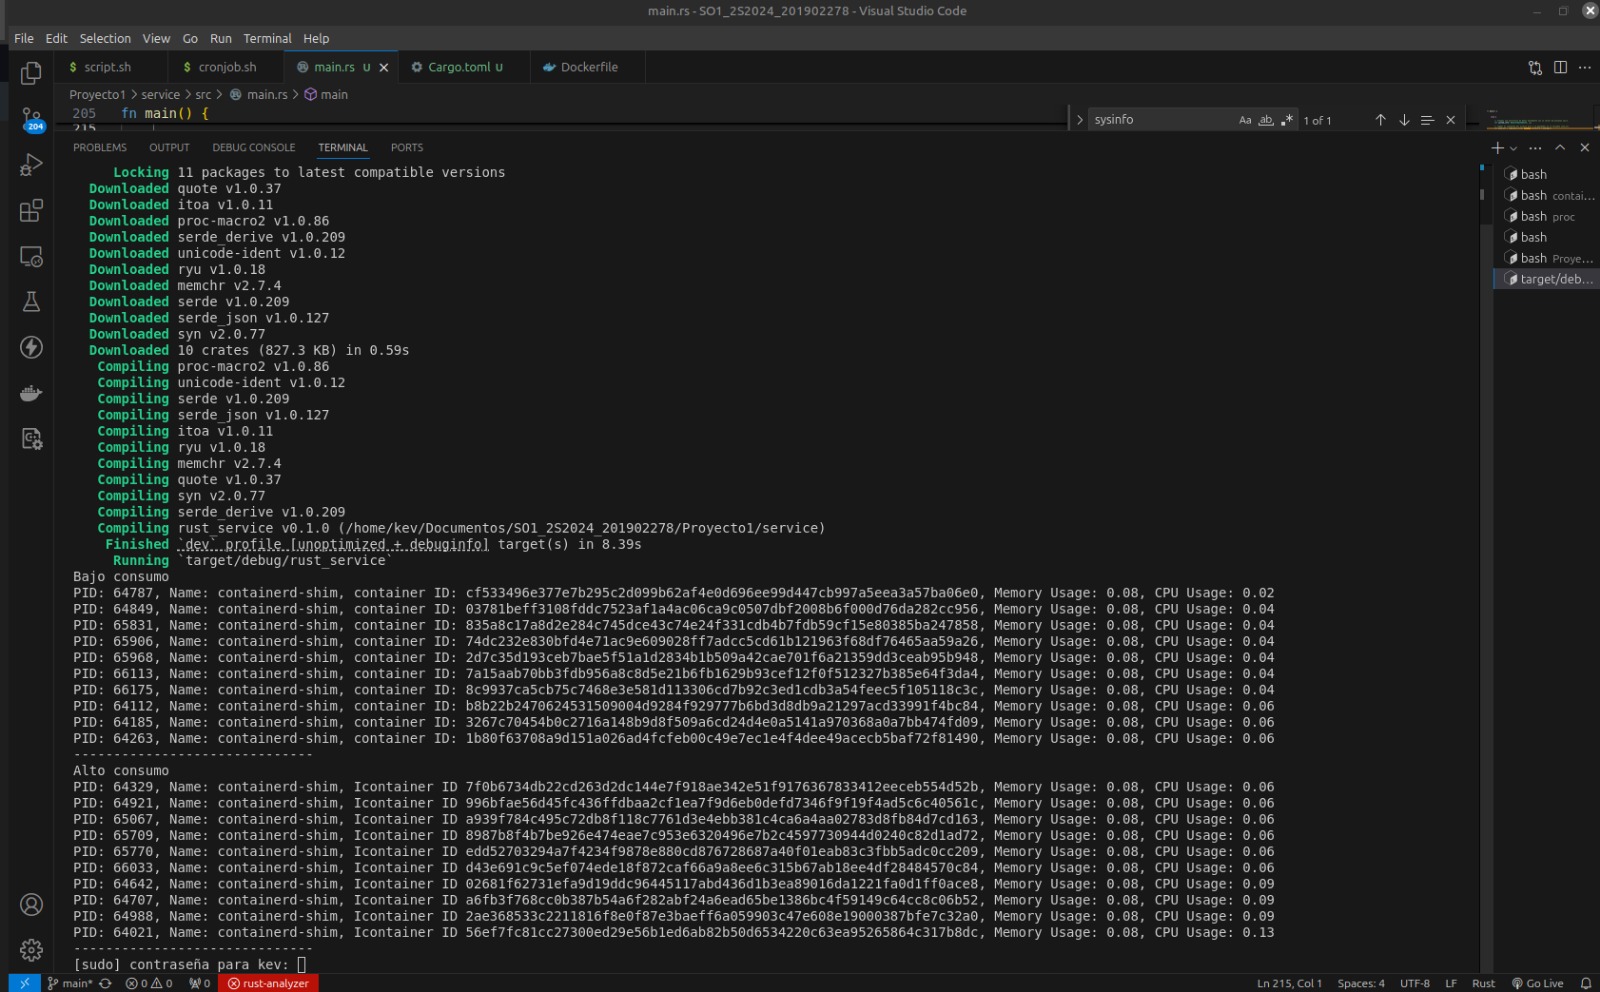 main.rs - SO1_2S2024_201902278 - Visual Studio Code
File Edit Selection View Go Run Terminal Help
$ script.sh $ cronjob.sh main.rs U Cargo.toml U Dockerfile
Proyecto1 > service > src > main.rs > main
205 fn main() {
215
sysinfo Aa ab .* 1 of 1
204
PROBLEMS OUTPUT DEBUG CONSOLE TERMINAL PORTS
Locking 11 packages to latest compatible versions
Downloaded quote v1.0.37
Downloaded itoa v1.0.11
Downloaded proc-macro2 v1.0.86
Downloaded serde_derive v1.0.209
Downloaded unicode-ident v1.0.12
Downloaded ryu v1.0.18
Downloaded memchr v2.7.4
Downloaded serde v1.0.209
Downloaded serde_json v1.0.127
Downloaded syn v2.0.77
Downloaded 10 crates (827.3 KB) in 0.59s
Compiling proc-macro2 v1.0.86
Compiling unicode-ident v1.0.12
Compiling serde v1.0.209
Compiling serde_json v1.0.127
Compiling itoa v1.0.11
Compiling ryu v1.0.18
Compiling memchr v2.7.4
Compiling quote v1.0.37
Compiling syn v2.0.77
Compiling serde_derive v1.0.209
Compiling rust_service v0.1.0 (/home/kev/Documentos/SO1_2S2024_201902278/Proyecto1/service)
Finished `dev` profile [unoptimized + debuginfo] target(s) in 8.39s
Running `target/debug/rust_service`
Bajo consumo
PID: 64787, Name: containerd-shim, container ID: cf533496e377e7b295c2d099b62af4e0d696ee99d447cb997a5eea3a57ba06e0, Memory Usage: 0.08, CPU Usage: 0.02
PID: 64849, Name: containerd-shim, container ID: 03781beff3108fddc7523af1a4ac06ca9c0507dbf2008b6f000d76da282cc956, Memory Usage: 0.08, CPU Usage: 0.04
PID: 65831, Name: containerd-shim, container ID: 835a8c17a8d2e284c745dce43c74e24f331cdb4b7fdb59cf15e80385ba247858, Memory Usage: 0.08, CPU Usage: 0.04
PID: 65906, Name: containerd-shim, container ID: 74dc232e830bfd4e71ac9e609028ff7adcc5cd61b121963f68df76465aa59a26, Memory Usage: 0.08, CPU Usage: 0.04
PID: 65968, Name: containerd-shim, container ID: 2d7c35d193ceb7bae5f51a1d2834b1b509a42cae701f6a21359dd3ceab95b948, Memory Usage: 0.08, CPU Usage: 0.04
PID: 66113, Name: containerd-shim, container ID: 7a15aab70bb3fdb956a8c8d5e21b6fb1629b93cef12f0f512327b385e64f3da4, Memory Usage: 0.08, CPU Usage: 0.04
PID: 66175, Name: containerd-shim, container ID: 8c9937ca5cb75c7468e3e581d113306cd7b92c3ed1cdb3a54feec5f105118c3c, Memory Usage: 0.08, CPU Usage: 0.04
PID: 64112, Name: containerd-shim, container ID: b8b22b2470624531509004d9284f929777b6bd3d8db9a21297acd33991f4bc84, Memory Usage: 0.08, CPU Usage: 0.06
PID: 64185, Name: containerd-shim, container ID: 3267c70454b0c2716a148b9d8f509a6cd24d4e0a5141a970368a0a7bb474fd09, Memory Usage: 0.08, CPU Usage: 0.06
PID: 64263, Name: containerd-shim, container ID: 1b80f63708a9d151a026ad4fcfeb00c49e7ec1e4f4dee49acecb5baf72f81490, Memory Usage: 0.08, CPU Usage: 0.06
------------------------------
Alto consumo
PID: 64329, Name: containerd-shim, Icontainer ID 7f0b6734db22cd263d2dc144e7f918ae342e51f9176367833412eeceb554d52b, Memory Usage: 0.08, CPU Usage: 0.06
PID: 64921, Name: containerd-shim, Icontainer ID 996bfae56d45fc436ffdbaa2cf1ea7f9d6eb0defd7346f9f19f4ad5c6c40561c, Memory Usage: 0.08, CPU Usage: 0.06
PID: 65067, Name: containerd-shim, Icontainer ID a939f784c495c72db8f118c7761d3e4ebb381c4ca6a4aa02783d8fb84d7cd163, Memory Usage: 0.08, CPU Usage: 0.06
PID: 65709, Name: containerd-shim, Icontainer ID 8987b8f4b7be926e474eae7c953e6320496e7b2c4597730944d0240c82d1ad72, Memory Usage: 0.08, CPU Usage: 0.06
PID: 65770, Name: containerd-shim, Icontainer ID edd52703294a7f4234f9878e880cd876728687a40f01eab83c3fbb5adc0cc209, Memory Usage: 0.08, CPU Usage: 0.06
PID: 66033, Name: containerd-shim, Icontainer ID d43e691c9c5ef074ede18f872caf66a9a8ee6c315b67ab18ee4df28484570c84, Memory Usage: 0.08, CPU Usage: 0.06
PID: 64642, Name: containerd-shim, Icontainer ID 02681f62731efa9d19ddc96445117abd436d1b3ea89016da1221fa0d1ff0ace8, Memory Usage: 0.08, CPU Usage: 0.09
PID: 64707, Name: containerd-shim, Icontainer ID a6fb3f768cc0b387b54a6f282abf24a6ead65be1386bc4f59149c64cc8c06b52, Memory Usage: 0.08, CPU Usage: 0.09
PID: 64988, Name: containerd-shim, Icontainer ID 2ae368533c2211816f8e0f87e3baeff6a059903c47e608e19000387bfe7c32a0, Memory Usage: 0.08, CPU Usage: 0.09
PID: 64021, Name: containerd-shim, Icontainer ID 56ef7fc81cc27300ed29e56b1ed6ab82b50d6534220c63ea95265864c317b8dc, Memory Usage: 0.08, CPU Usage: 0.13
------------------------------
[sudo] contraseña para kev:
bash
bash contai...
bash proc
bash
bash Proye...
target/deb...
main* 0 0 0 rust-analyzer Ln 215, Col 1 Spaces: 4 UTF-8 LF Rust Go Live